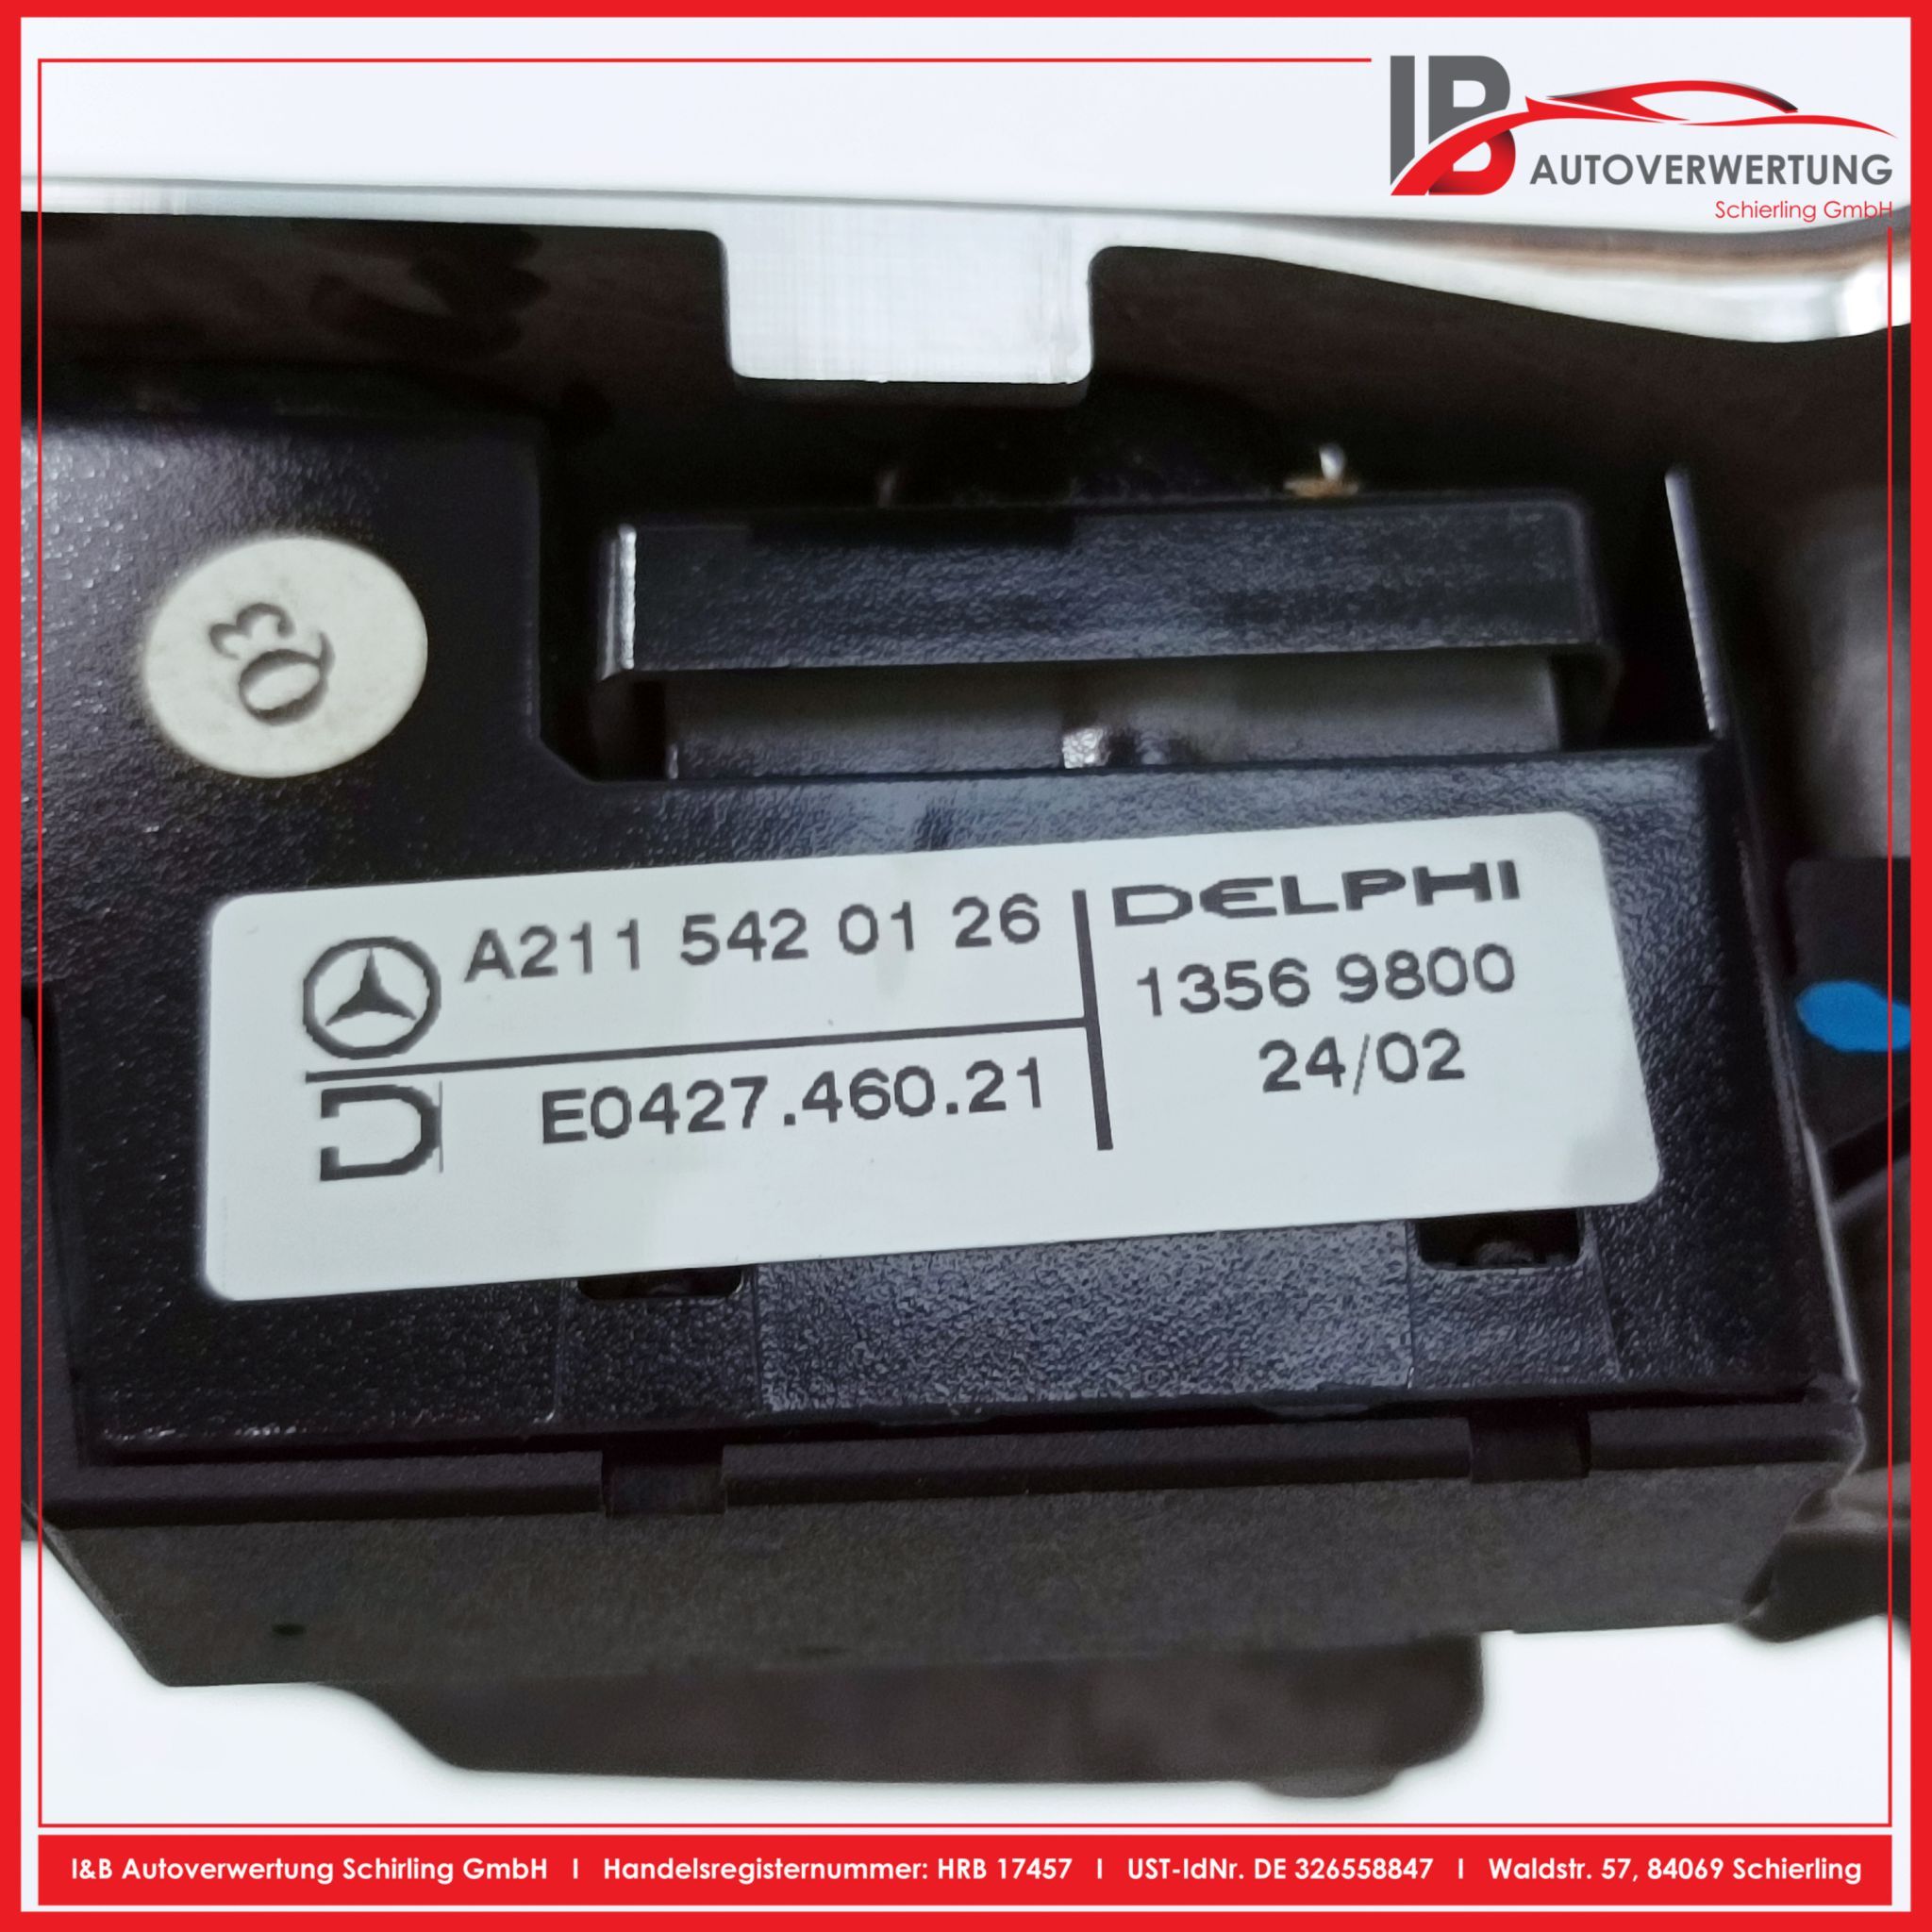 IB
AUTOVERWERTUNG
Schierling GmbH
03
A211 542 01 26
DELPHI
1356 9800
24/02
D E0427.460.21
I&B Autoverwertung Schirling GmbH I Handelsregisternummer: HRB 17457 I UST-IdNr. DE 326558847 I Waldstr. 57, 84069 Schierling